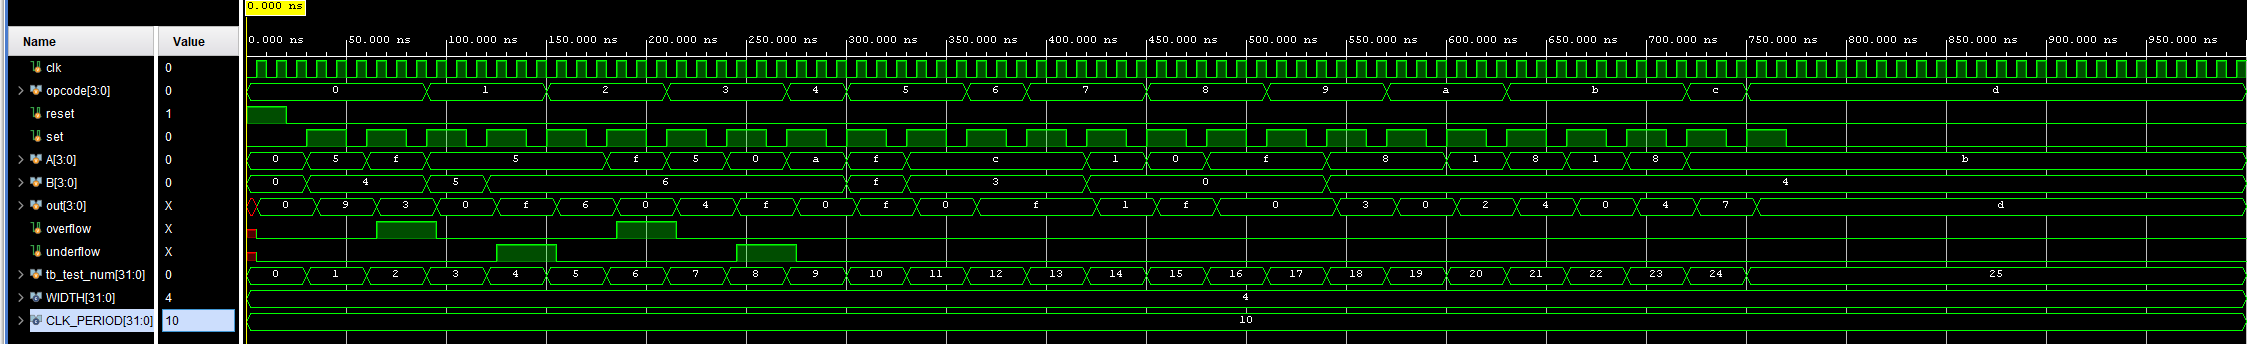 0.000 ns
Name Value
0.000 ns 50.000 ns 100.000 ns 150.000 ns 200.000 ns 250.000 ns 300.000 ns 350.000 ns 400.000 ns 450.000 ns 500.000 ns 550.000 ns 600.000 ns 650.000 ns 700.000 ns 750.000 ns 800.000 ns 850.000 ns 900.000 ns 950.000 ns
clk 0
opcode[3:0] 0 0 1 2 3 4 5 6 7 8 9 a b c d
reset 1
set 0
A[3:0] 0 0 5 f 5 f 5 0 a f c 1 0 f 8 1 8 1 8 b
B[3:0] 0 0 4 5 6 f 3 0 4
out[3:0] X 0 9 3 0 f 6 0 4 f 0 f 0 f 1 f 0 3 0 2 4 0 4 7 d
overflow X
underflow X
tb_test_num[31:0] 0 0 1 2 3 4 5 6 7 8 9 10 11 12 13 14 15 16 17 18 19 20 21 22 23 24 25
WIDTH[31:0] 4 4
CLK_PERIOD[31:0] 10 10